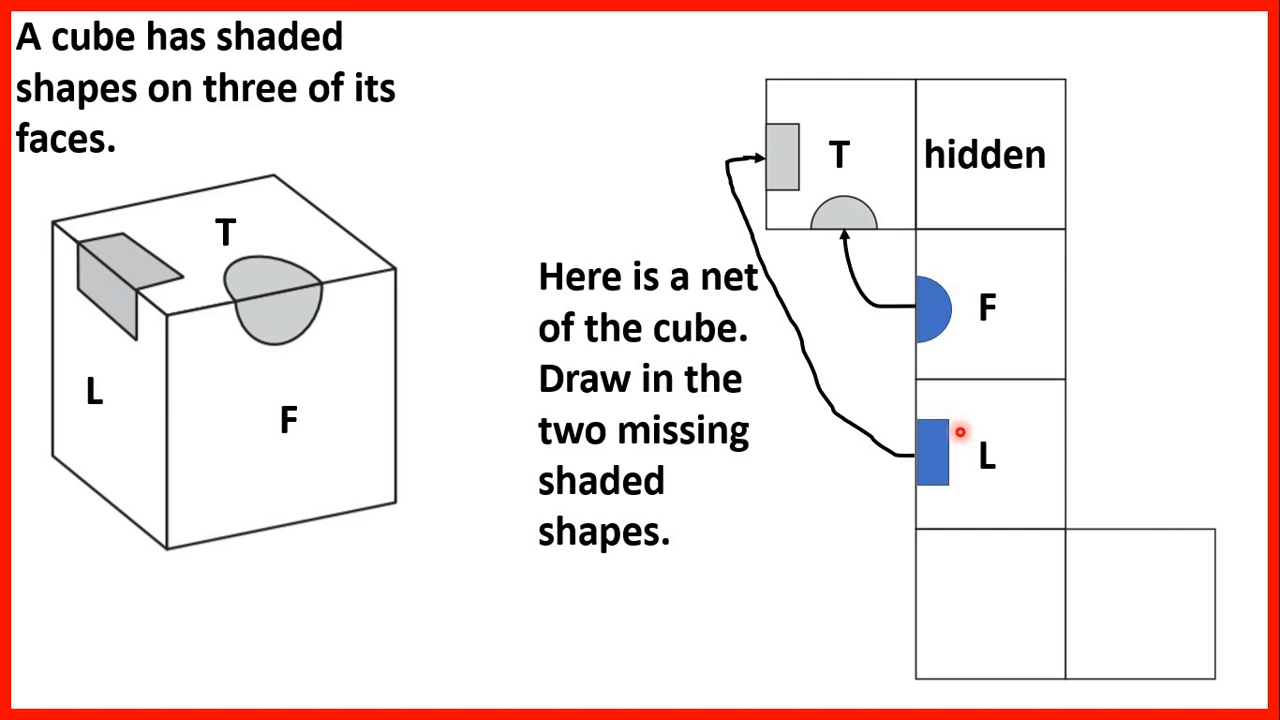 A cube has shaded
shapes on three of its
faces.
T
L
F
Here is a net
of the cube.
Draw in the
two missing
shaded
shapes.
T
hidden
F
L